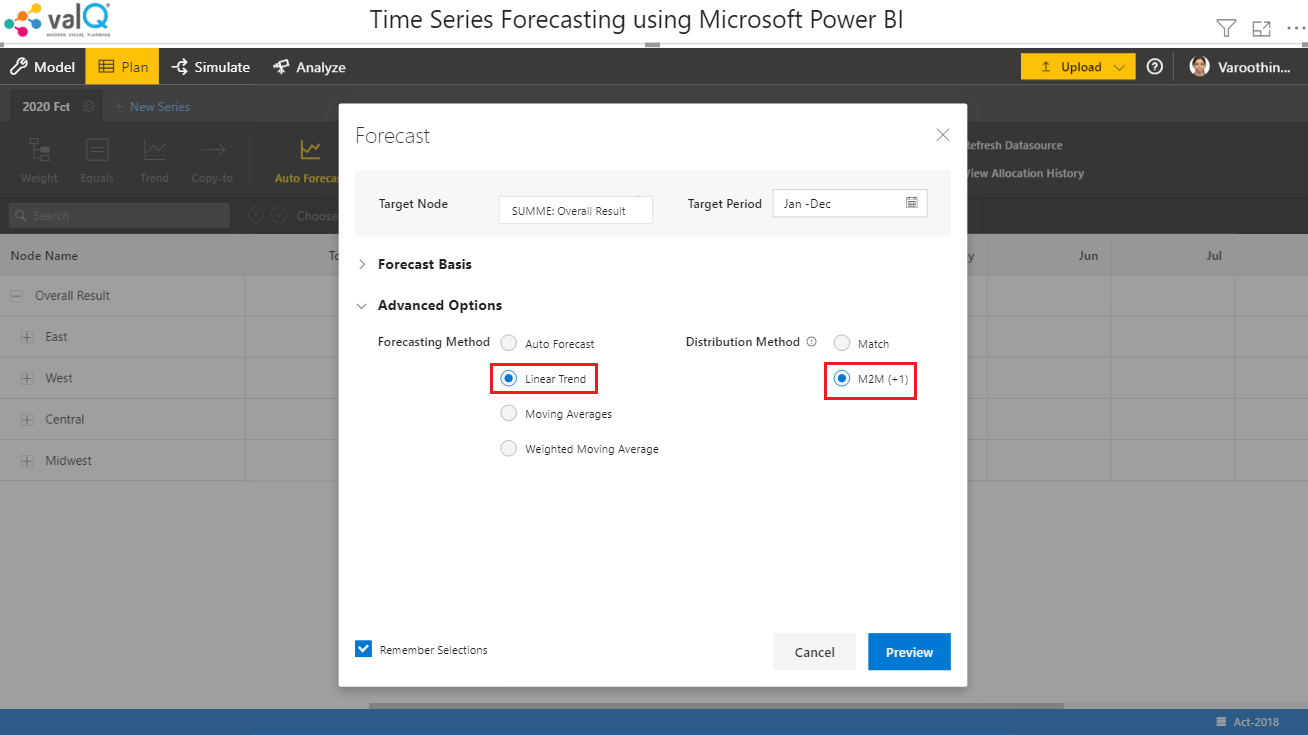 valQ
MODERN VISUAL PLANNING
Time Series Forecasting using Microsoft Power BI
Model Plan Simulate Analyze Upload Varoothin...
2020 Fct + New Series
Forecast
Weight Equals Trend Copy-to Auto Forecas
Refresh Datasource
View Allocation History
Target Node SUMME: Overall Result Target Period Jan -Dec
Search Choose
Node Name Jun Jul
Forecast Basis
Overall Result
Advanced Options
East
Forecasting Method Auto Forecast Distribution Method Match
West
Linear Trend M2M (+1)
Central
Moving Averages
Midwest
Weighted Moving Average
Remember Selections Cancel Preview
Act-2018